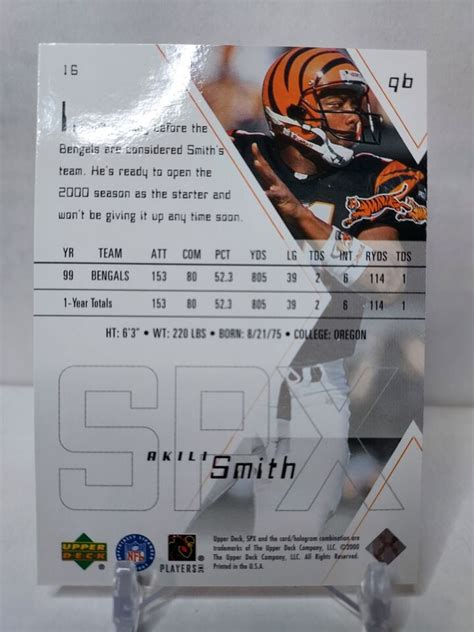 16
qb
before the
Bengals are considered Smith's
team. He's ready to open the
2000 season as the starter and
won't be giving it up any time soon.
YR TEAM ATT COM PCT YDS LG TDS INT RYDS TDS
99 BENGALS 153 80 52.3 805 39 2 6 114 1
1-Year Totals 153 80 52.3 805 39 2 6 114 1
HT: 6'3" • WT: 220 LBS • BORN: 8/21/75 • COLLEGE: OREGON
SPX
AKILI Smith
UPPER DECK
NFL
PLAYERS INC
Upper Deck, SPX and the card/hologram combination are
trademarks of The Upper Deck Company, LLC. ©2000
The Upper Deck Company, LLC. All Rights Reserved.
Printed in the U.S.A.